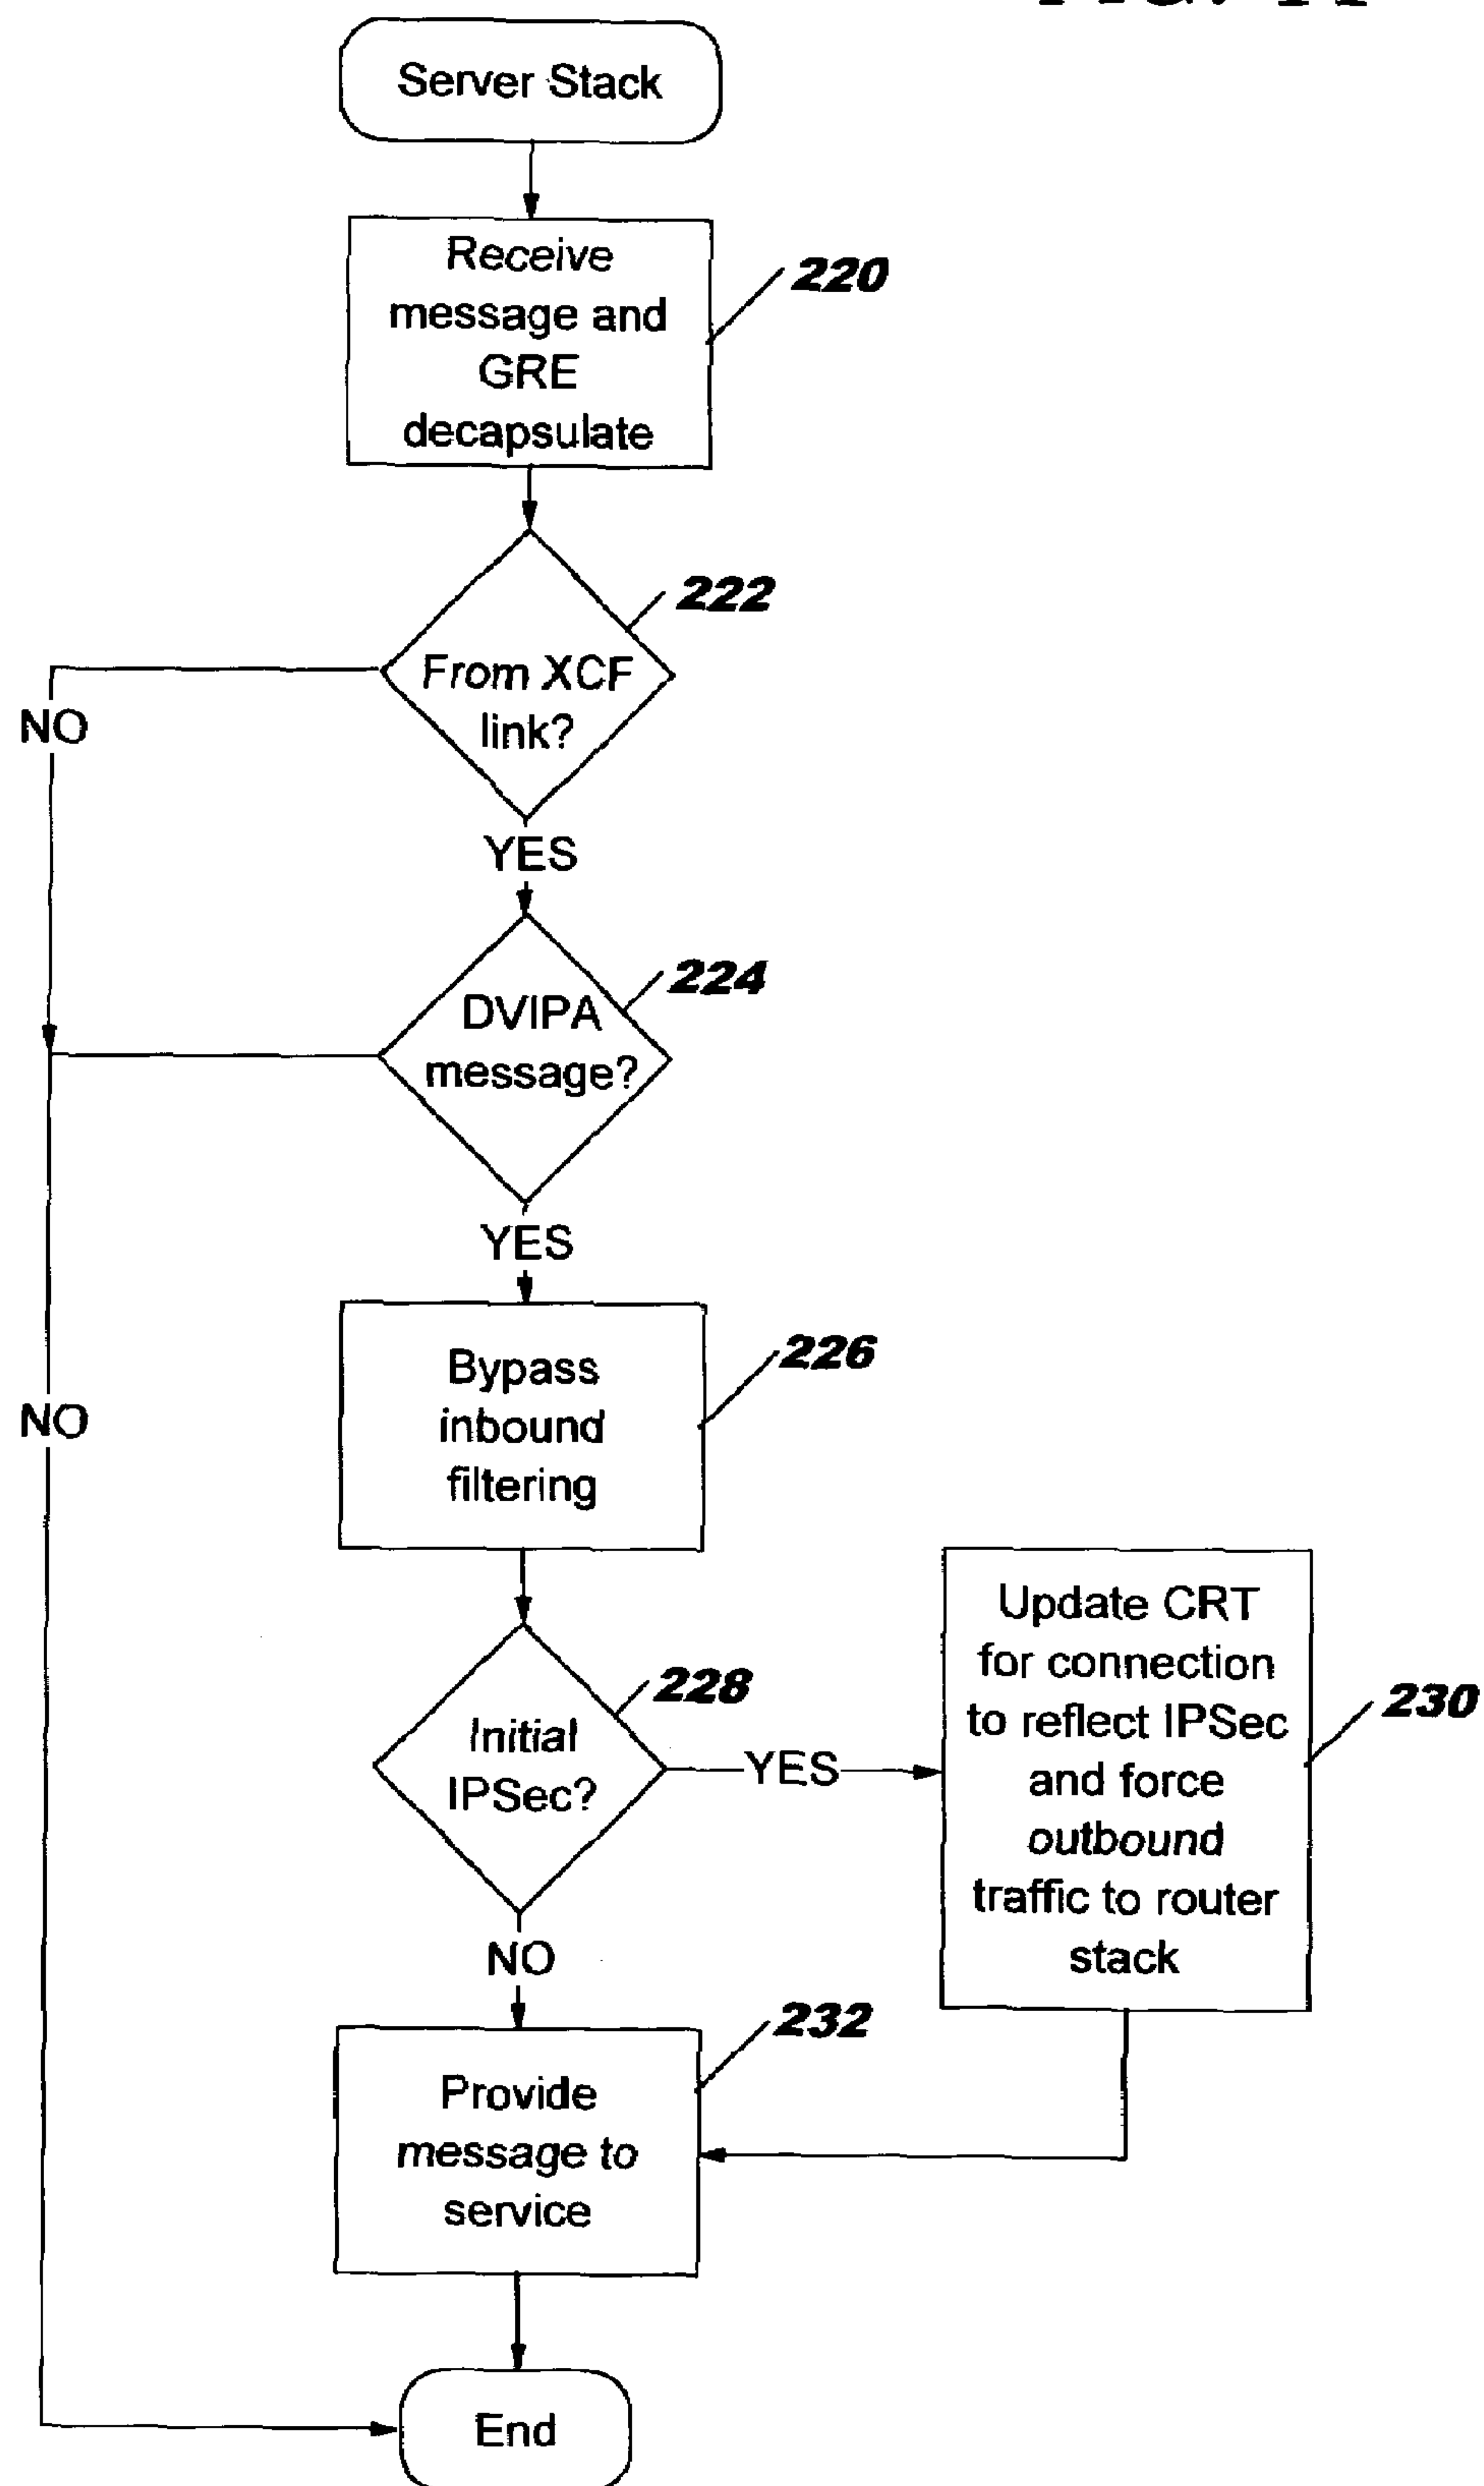 Server Stack
Receive
message and
GRE
decapsulate
220
222
From XCF
link?
NO
YES
224
DVIPA
message?
YES
226
Bypass
inbound
filtering
NO
228
Initial
IPSec?
YES
230
Update CRT
for connection
to reflect IPSec
and force
outbound
traffic to router
stack
NO
232
Provide
message to
service
End